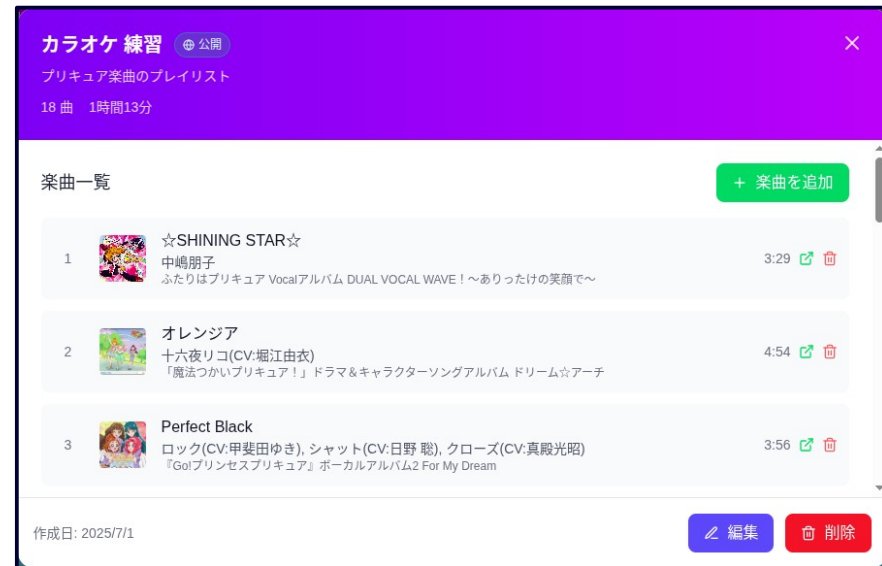 カラオケ 練習 公開
プリキュア楽曲のプレイリスト
18 曲 1時間13分
楽曲一覧
+ 楽曲を追加
1
☆SHINING STAR☆
中嶋朋子
ふたりはプリキュア Vocalアルバム DUAL VOCAL WAVE！～ありったけの笑顔で～
3:29
2
オレンジア
十六夜リコ(CV:堀江由衣)
「魔法つかいプリキュア！」ドラマ＆キャラクターソングアルバム ドリーム☆アーチ
4:54
3
Perfect Black
ロック(CV:甲斐田ゆき), シャット(CV:日野 聡), クローズ(CV:真殿光昭)
『Go!プリンセスプリキュア』ボーカルアルバム2 For My Dream
3:56
作成日: 2025/7/1
編集
削除